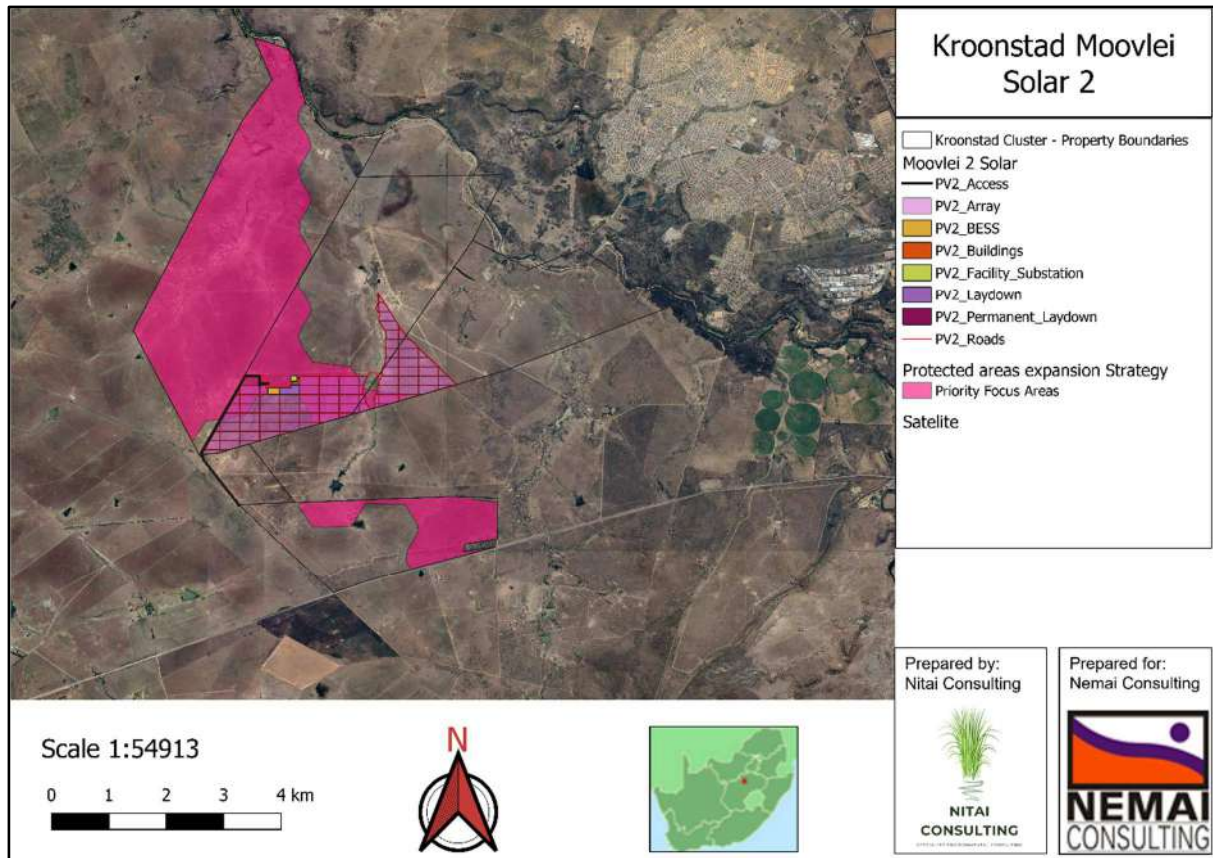 Kroonstad Moovlei
Solar 2
Kroonstad Cluster - Property Boundaries
Moovlei 2 Solar
PV2_Access
PV2_Array
PV2_BESS
PV2_Buildings
PV2_Facility_Substation
PV2_Laydown
PV2_Permanent_Laydown
PV2_Roads
Protected areas expansion Strategy
Priority Focus Areas
Satelite
Prepared by:
Nitai Consulting
NITAI
CONSULTING
Prepared for:
Nemai Consulting
NEMAI
CONSULTING
Scale 1:54913
0 1 2 3 4 km
N